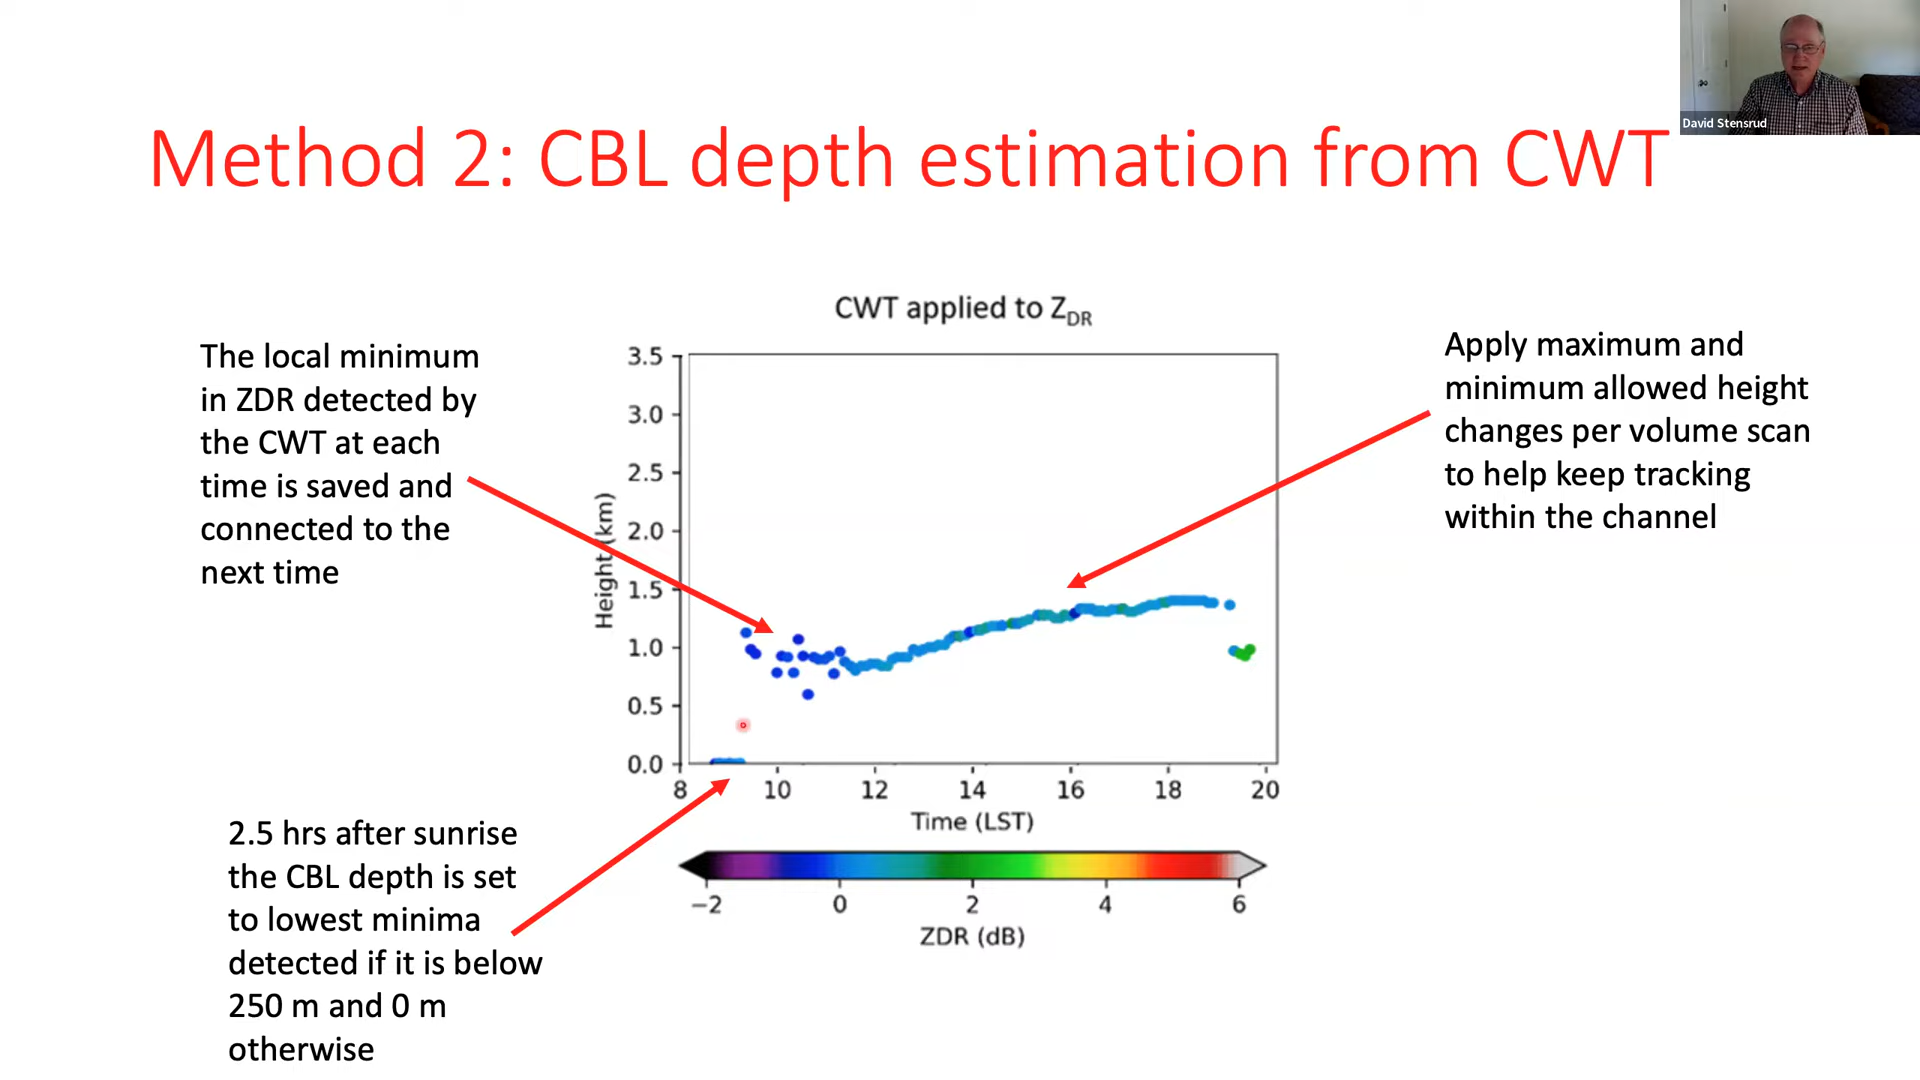 David Stensrud
Method 2: CBL depth estimation from CWT
CWT applied to ZDR
The local minimum
in ZDR detected by
the CWT at each
time is saved and
connected to the
next time
Apply maximum and
minimum allowed height
changes per volume scan
to help keep tracking
within the channel
3.5
3.0
2.5
2.0
1.5
1.0
0.5
0.0
Height (km)
8 10 12 14 16 18 20
Time (LST)
−2 0 2 4 6
ZDR (dB)
2.5 hrs after sunrise
the CBL depth is set
to lowest minima
detected if it is below
250 m and 0 m
otherwise